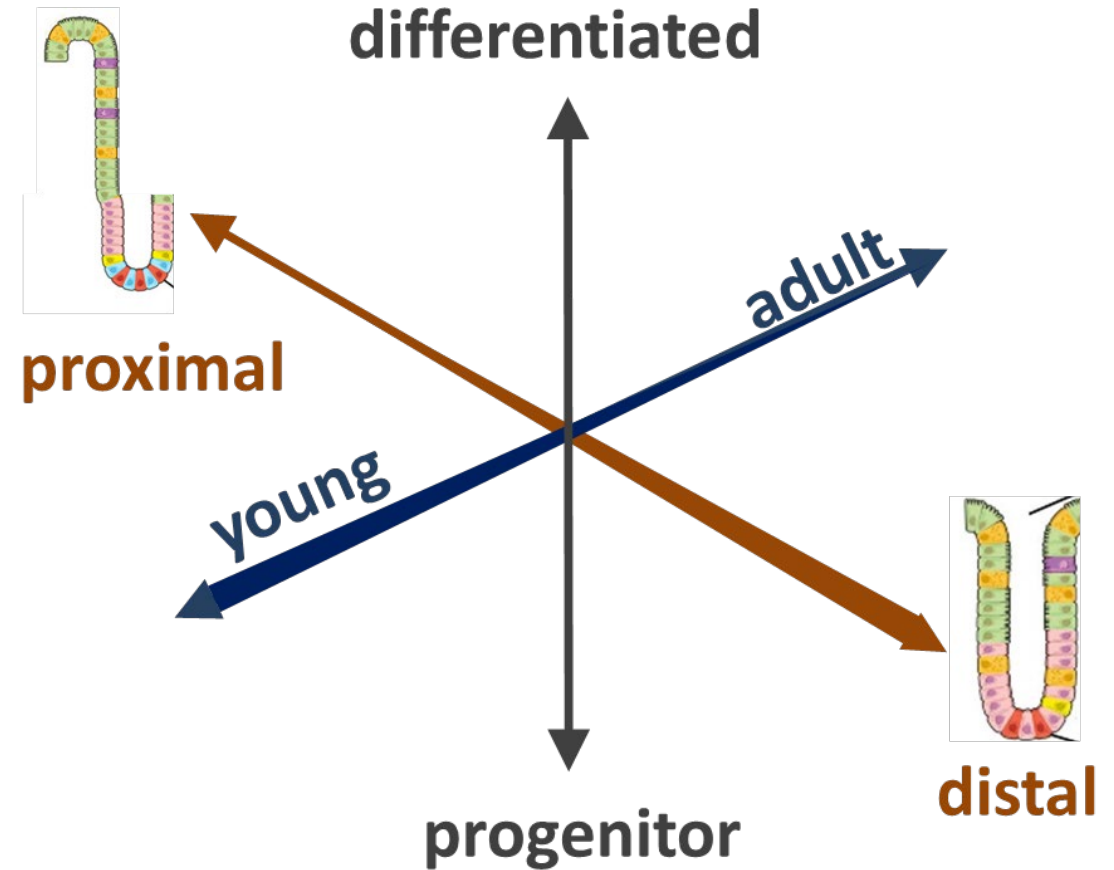 differentiated
adult
proximal
young
distal
progenitor